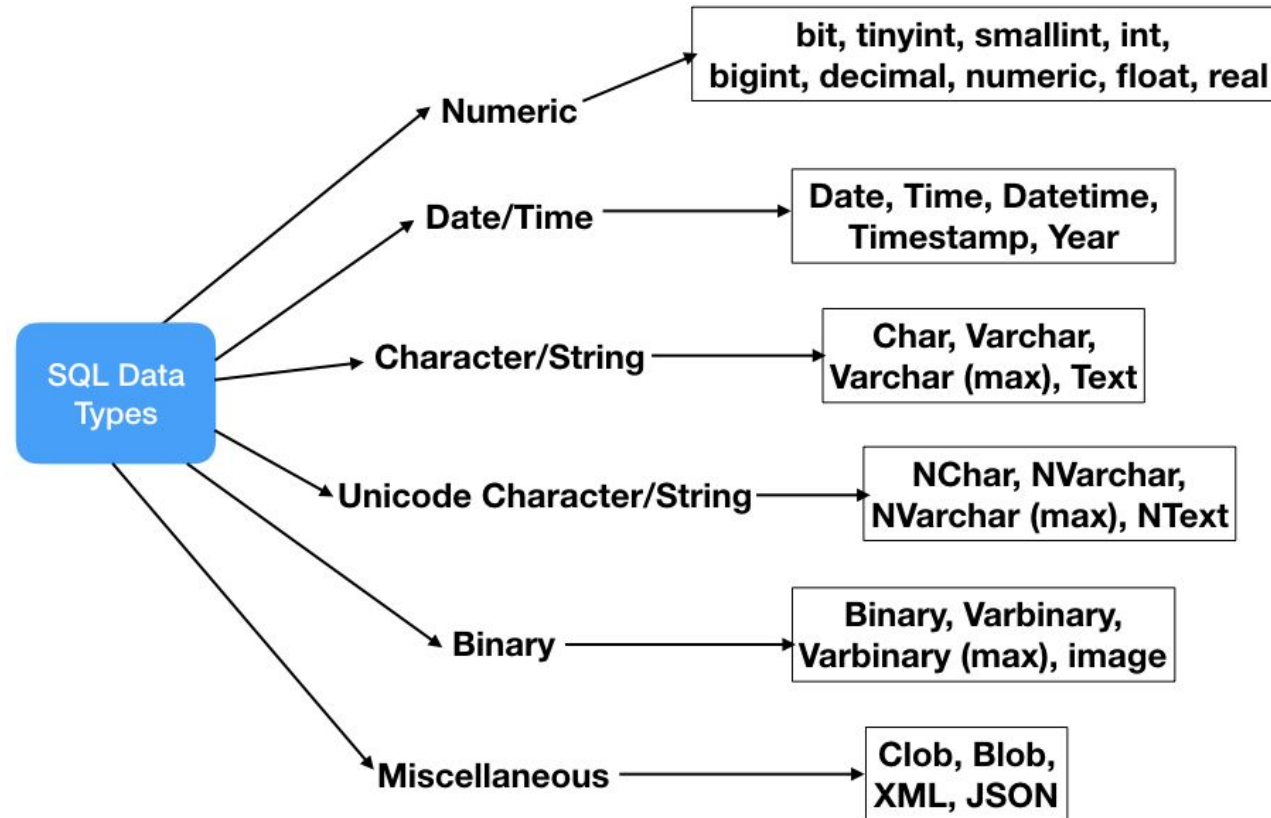 bit, tinyint, smallint, int,
bigint, decimal, numeric, float, real
Numeric
Date/Time
Date, Time, Datetime,
Timestamp, Year
SQL Data
Types
Character/String
Char, Varchar,
Varchar (max), Text
Unicode Character/String
NChar, NVarchar,
NVarchar (max), NText
Binary
Binary, Varbinary,
Varbinary (max), image
Miscellaneous
Clob, Blob,
XML, JSON